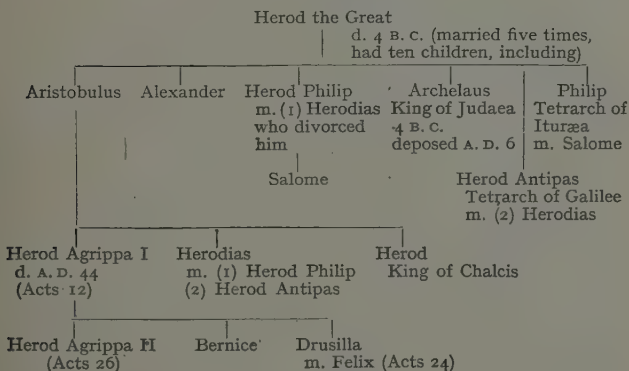 Herod the Great
d. 4 B. C. (married five times,
had ten children, including)
Aristobulus Alexander Herod Philip Archelaus Philip
m. (1) Herodias King of Judaea Tetrarch of
who divorced 4 B. C. Ituræa
him deposed A. D. 6 m. Salome
Salome Herod Antipas
Tetrarch of Galilee
m. (2) Herodias
Herod Agrippa I Herodias Herod
d. A. D. 44 m. (1) Herod Philip King of Chalcis
(Acts 12) (2) Herod Antipas
Herod Agrippa II Bernice Drusilla
(Acts 26) m. Felix (Acts 24)